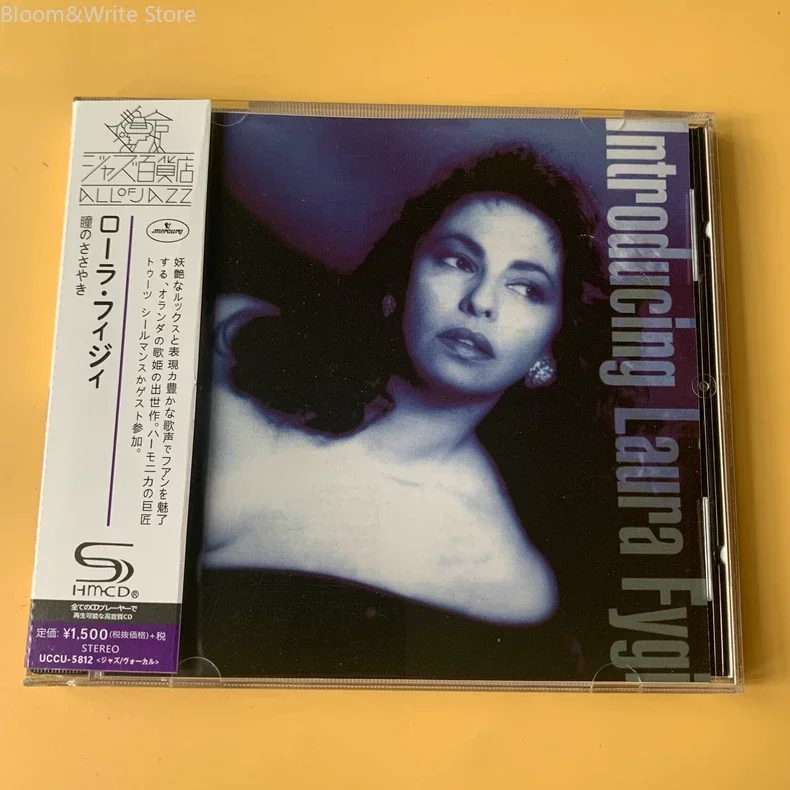 Bloom&Write Store
ジャズ百貨店
ALL OF JAZZ
mercury
ローラ・フィジィ
瞳のささやき
妖艶なルックスと表現力豊かな歌声でファンを魅了
する、オランダの歌姫の出世作。ハーモニカの巨匠
トゥーツ シールマンスがゲスト参加。
HM-CD®
全てのCDプレーヤーで
再生可能な高音質CD
定価: ¥1,500(税抜価格)+税
STEREO
UCCU-5812 <ジャズ/ヴォーカル>
Introducing Laura Fygi